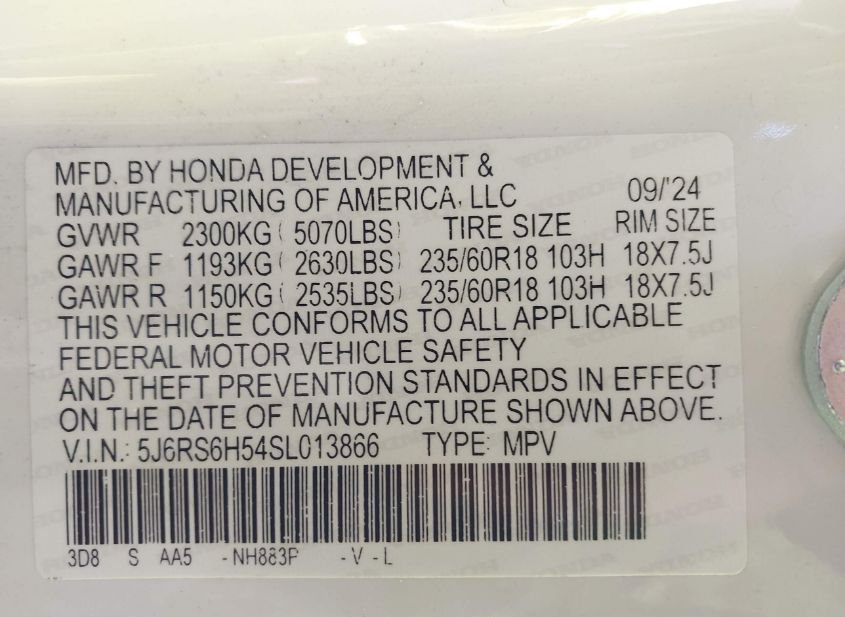 MFD. BY HONDA DEVELOPMENT &
MANUFACTURING OF AMERICA, LLC 09/'24
GVWR 2300KG ( 5070LBS) TIRE SIZE RIM SIZE
GAWR F 1193KG ( 2630LBS) 235/60R18 103H 18X7.5J
GAWR R 1150KG ( 2535LBS) 235/60R18 103H 18X7.5J
THIS VEHICLE CONFORMS TO ALL APPLICABLE
FEDERAL MOTOR VEHICLE SAFETY
AND THEFT PREVENTION STANDARDS IN EFFECT
ON THE DATE OF MANUFACTURE SHOWN ABOVE.
V.I.N.: 5J6RS6H54SL013866 TYPE: MPV
3D8 S AA5 -NH883P -V -L